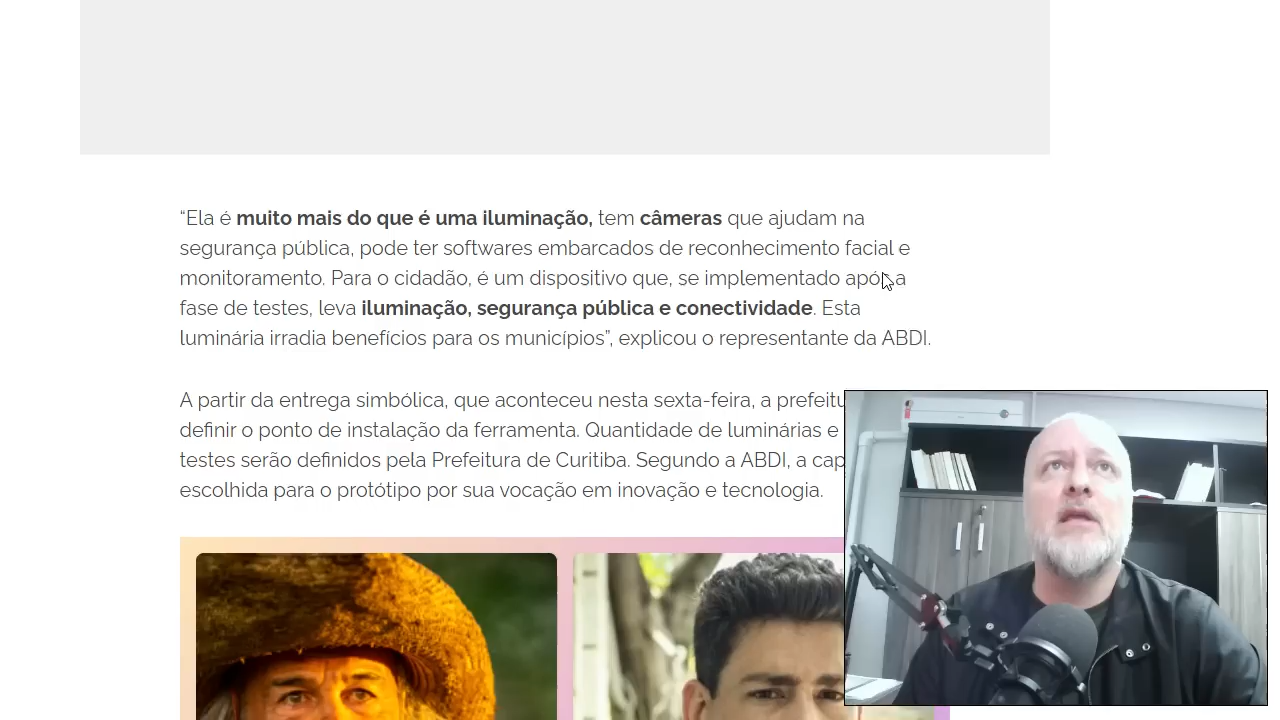 “Ela é muito mais do que é uma iluminação, tem câmeras que ajudam na
segurança pública, pode ter softwares embarcados de reconhecimento facial e
monitoramento. Para o cidadão, é um dispositivo que, se implementado após a
fase de testes, leva iluminação, segurança pública e conectividade. Esta
luminária irradia benefícios para os municípios”, explicou o representante da ABDI.
A partir da entrega simbólica, que aconteceu nesta sexta-feira, a
definir o ponto de instalação da ferramenta. Quantidade de luminárias e
testes serão definidos pela Prefeitura de Curitiba. Segundo a ABDI, a
escolhida para o protótipo por sua vocação em inovação e tecnologia.